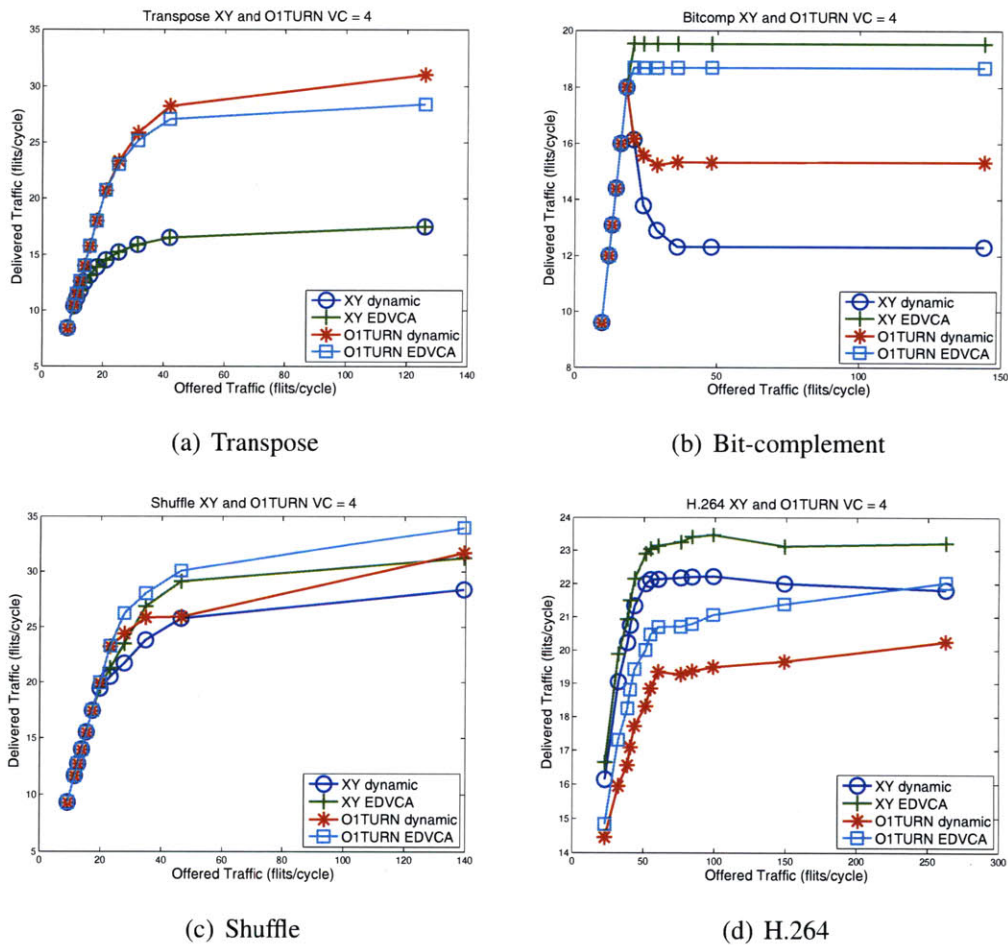 Transpose XY and O1TURN VC = 4
35
30
25
20
15
10
5
0
20
40
60
80
100
120
140
Delivered Traffic (flits/cycle)
Offered Traffic (flits/cycle)
XY dynamic
XY EDVCA
O1TURN dynamic
O1TURN EDVCA
(a) Transpose
Bitcomp XY and O1TURN VC = 4
20
18
16
14
12
10
8
0
50
100
150
Delivered Traffic (flits/cycle)
Offered Traffic (flits/cycle)
XY dynamic
XY EDVCA
O1TURN dynamic
O1TURN EDVCA
(b) Bit-complement
Shuffle XY and O1TURN VC = 4
35
30
25
20
15
10
5
0
20
40
60
80
100
120
140
Delivered Traffic (flits/cycle)
Offered Traffic (flits/cycle)
XY dynamic
XY EDVCA
O1TURN dynamic
O1TURN EDVCA
(c) Shuffle
H.264 XY and O1TURN VC = 4
24
23
22
21
20
19
18
17
16
15
14
0
50
100
150
200
250
300
Delivered Traffic (flits/cycle)
Offered Traffic (flits/cycle)
XY dynamic
XY EDVCA
O1TURN dynamic
O1TURN EDVCA
(d) H.264